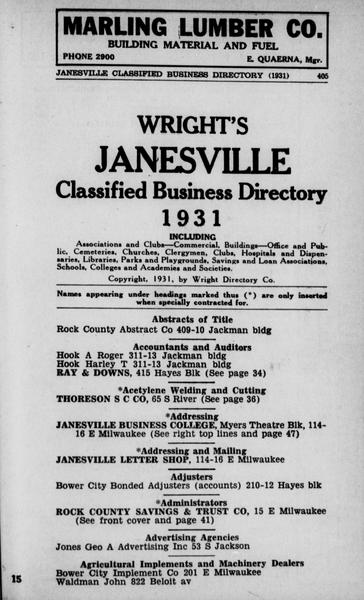 MARLING LUMBER CO.
BUILDING MATERIAL AND FUEL
PHONE 2900 E. QUAERNA, Mgr.
JANESVILLE CLASSIFIED BUSINESS DIRECTORY (1931) 405
WRIGHT'S
JANESVILLE
Classified Business Directory
1931
INCLUDING
Associations and Clubs—Commercial, Buildings—Office and Pub-
lic, Cemeteries, Churches, Clergymen, Clubs, Hospitals and Dispen-
saries, Libraries, Parks and Playgrounds, Savings and Loan Associations,
Schools, Colleges and Academies and Societies.
Copyright, 1931, by Wright Directory Co.
Names appearing under headings marked thus (*) are only inserted
when specially contracted for.
Abstracts of Title
Rock County Abstract Co 409-10 Jackman bldg
Accountants and Auditors
Hook A Roger 311-13 Jackman bldg
Hook Harley T 311-13 Jackman bldg
RAY & DOWNS, 415 Hayes Blk (See page 34)
*Acetylene Welding and Cutting
THORESON S C CO, 65 S River (See page 36)
*Addressing
JANESVILLE BUSINESS COLLEGE, Myers Theatre Blk, 114-
16 E Milwaukee (See right top lines and page 47)
*Addressing and Mailing
JANESVILLE LETTER SHOP, 114-16 E Milwaukee
Adjusters
Bower City Bonded Adjusters (accounts) 210-12 Hayes blk
*Administrators
ROCK COUNTY SAVINGS & TRUST CO, 15 E Milwaukee
(See front cover and page 41)
Advertising Agencies
Jones Geo A Advertising Inc 53 S Jackson
Agricultural Implements and Machinery Dealers
Bower City Implement Co 201 E Milwaukee
Waldman John 822 Beloit av
15